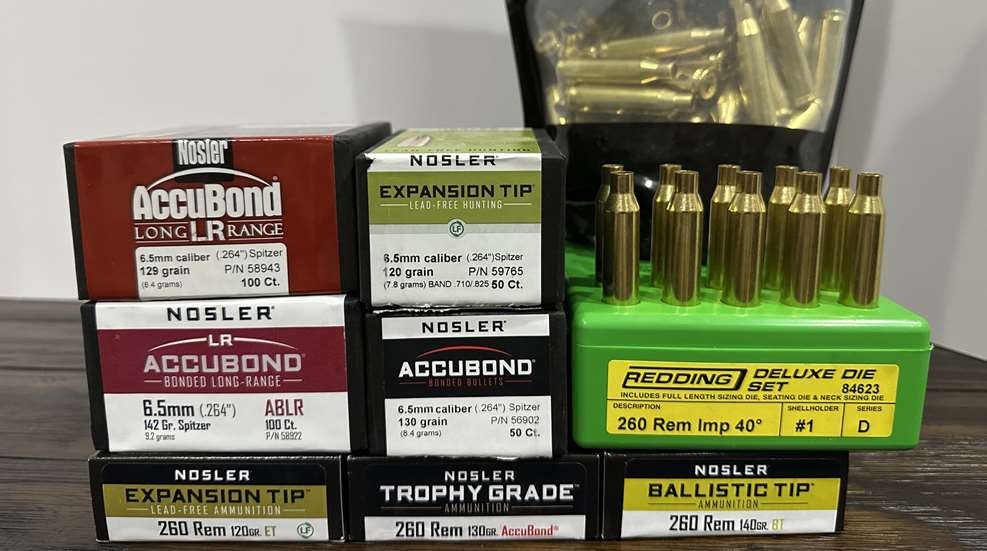 Nosler
AccuBond
LONG LR RANGE
6.5mm caliber (.264") Spitzer
129 grain P/N 58943
(8.4 grams) 100 Ct.
NOSLER
EXPANSION TIP
LEAD-FREE HUNTING
LF
6.5mm caliber (.264") Spitzer
120 grain P/N 59765
(7.8 grams) BAND .710/.825 50 Ct.
NOSLER
LR
ACCUBOND
BONDED LONG-RANGE
6.5mm (.264") ABLR
142 Gr. Spitzer 100 Ct.
9.2 grams P/N 58922
NOSLER
ACCUBOND
BONDED BULLETS
6.5mm caliber (.264") Spitzer
130 grain P/N 56902
(8.4 grams) 50 Ct.
REDDING DELUXE DIE
SET 84623
INCLUDES FULL LENGTH SIZING DIE, SEATING DIE & NECK SIZING DIE
DESCRIPTION SHELLHOLDER SERIES
260 Rem Imp 40° #1 D
NOSLER
EXPANSION TIP™
LEAD-FREE AMMUNITION
260 Rem 120GR. ET LF
NOSLER
TROPHY GRADE™
AMMUNITION
260 Rem 130GR. AccuBond®
NOSLER
BALLISTIC TIP®
AMMUNITION
260 Rem 140GR. BT